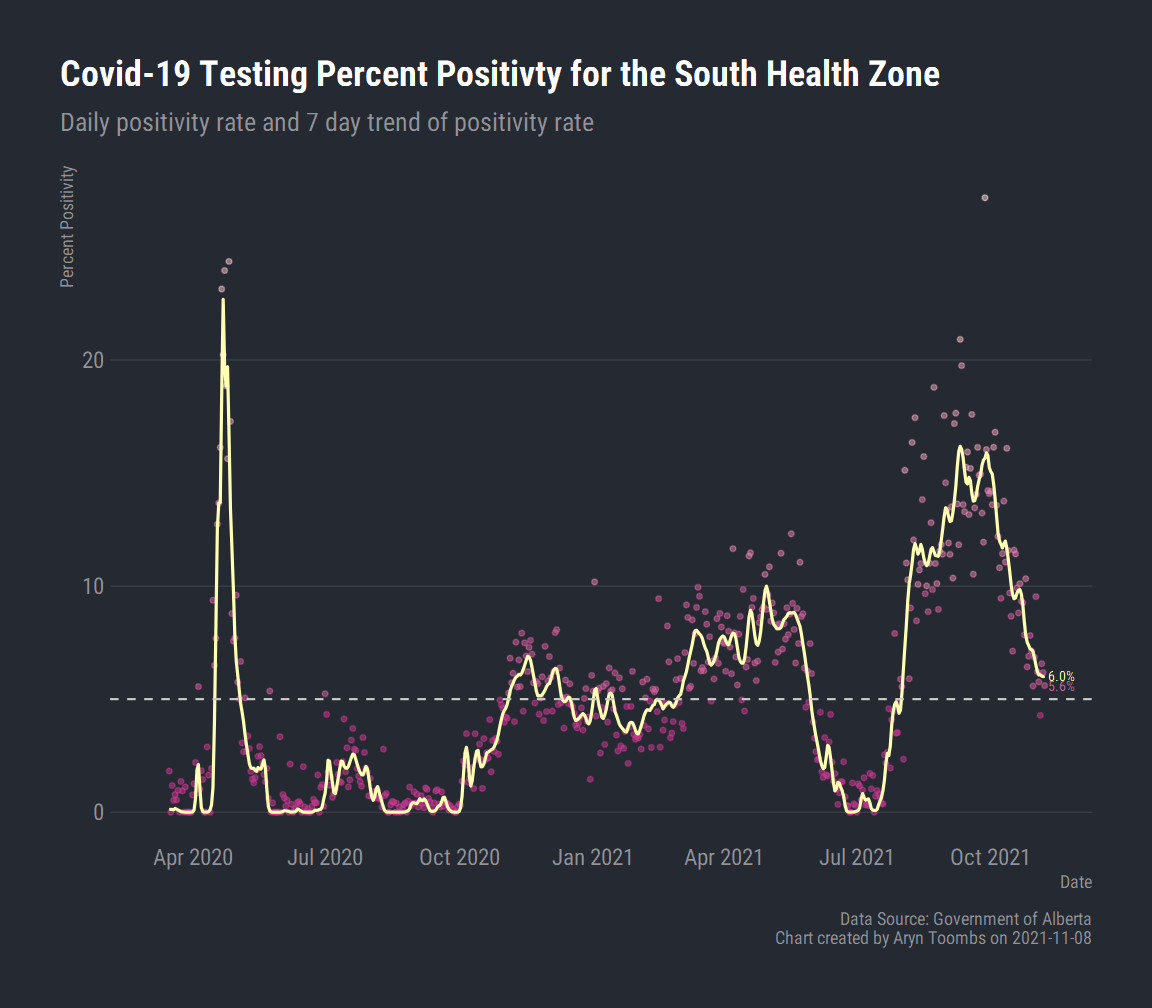 Covid-19 Testing Percent Positivty for the South Health Zone
Daily positivity rate and 7 day trend of positivity rate
Percent Positivity
20
10
0
6.0%
5.6%
Apr 2020 Jul 2020 Oct 2020 Jan 2021 Apr 2021 Jul 2021 Oct 2021
Date
Data Source: Government of Alberta
Chart created by Aryn Toombs on 2021-11-08